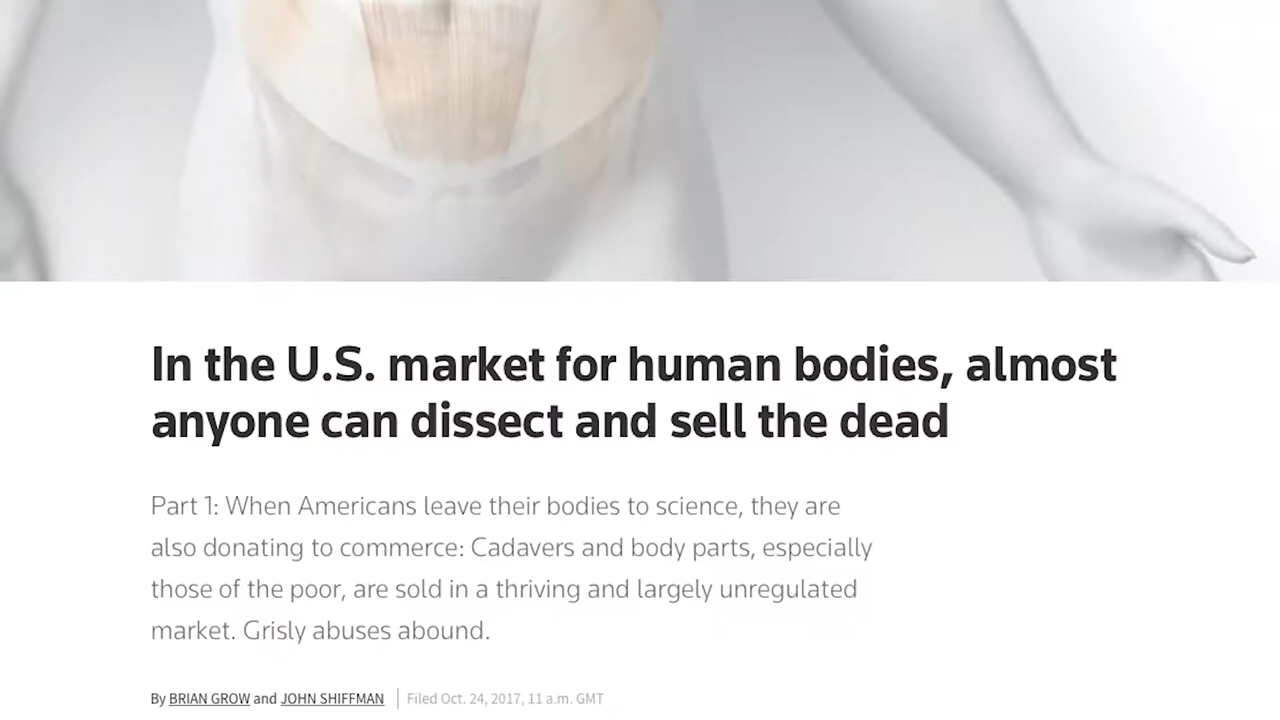 In the U.S. market for human bodies, almost
anyone can dissect and sell the dead
Part 1: When Americans leave their bodies to science, they are
also donating to commerce: Cadavers and body parts, especially
those of the poor, are sold in a thriving and largely unregulated
market. Grisly abuses abound.
By BRIAN GROW and JOHN SHIFFMAN | Filed Oct. 24, 2017, 11 a.m. GMT